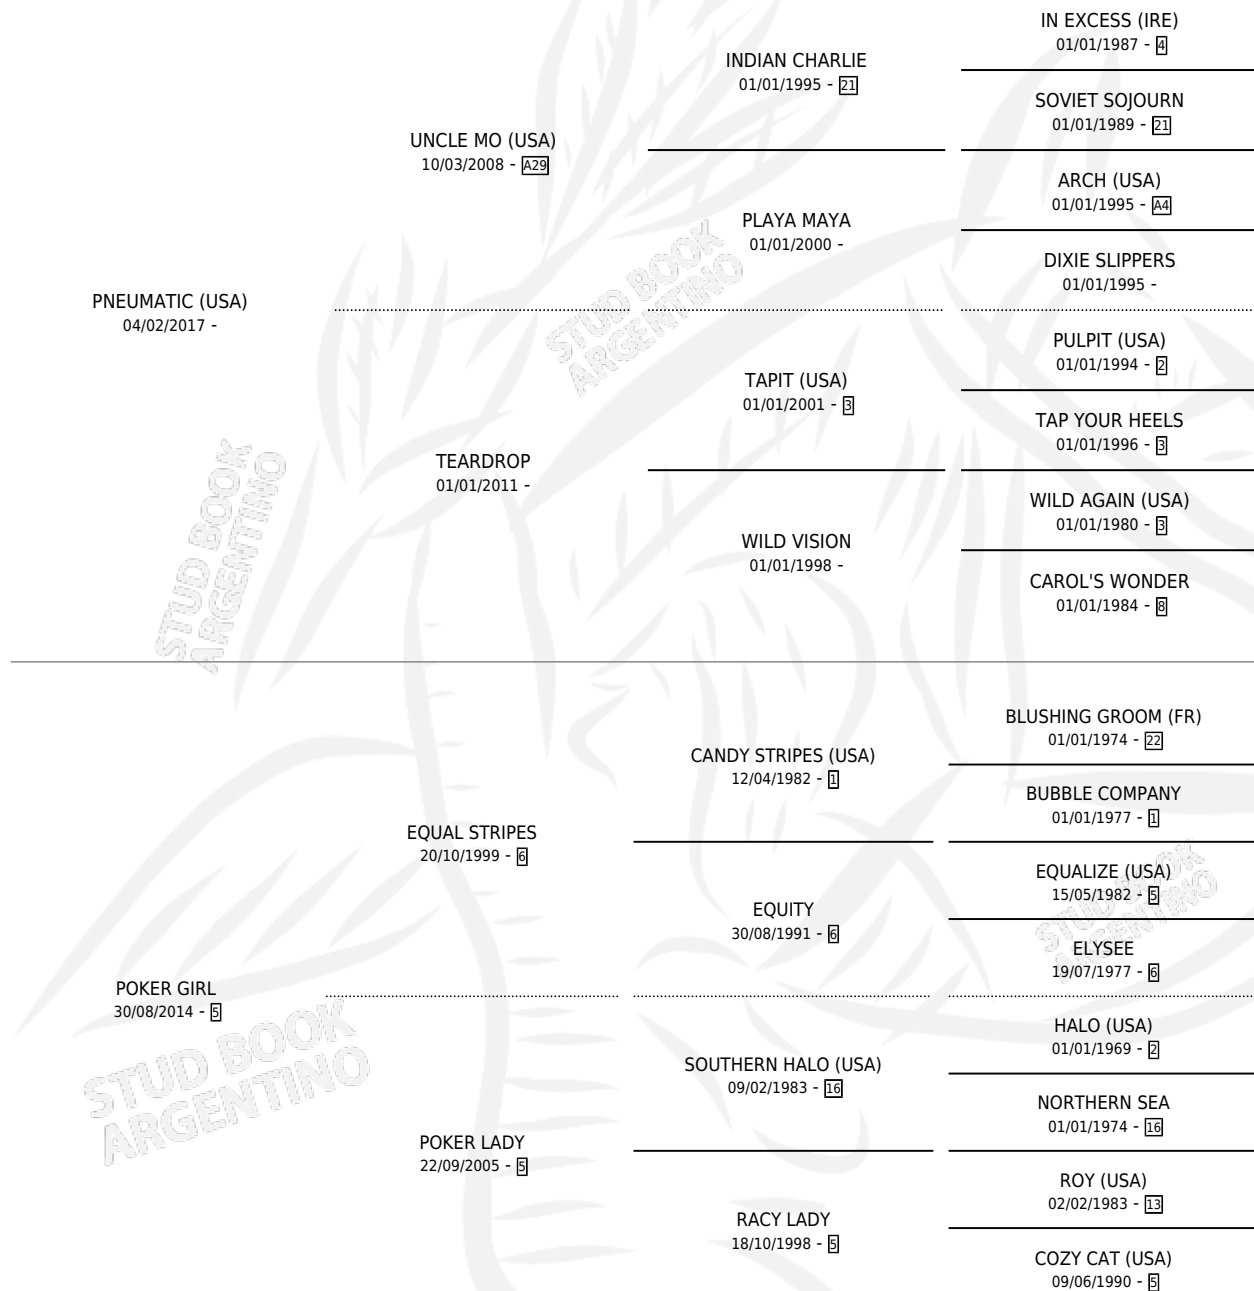 IN EXCESS (IRE)
01/01/1987 - 4
INDIAN CHARLIE
01/01/1995 - 21
SOVIET SOJOURN
01/01/1989 - 21
UNCLE MO (USA)
10/03/2008 - A29
ARCH (USA)
01/01/1995 - A4
PLAYA MAYA
01/01/2000 -
DIXIE SLIPPERS
01/01/1995 -
PNEUMATIC (USA)
04/02/2017 -
STUD BOOK
ARGENTINO
PULPIT (USA)
01/01/1994 - 2
TAPIT (USA)
01/01/2001 - 3
TAP YOUR HEELS
01/01/1996 - 3
TEARDROP
01/01/2011 -
WILD AGAIN (USA)
01/01/1980 - 3
WILD VISION
01/01/1998 -
CAROL'S WONDER
01/01/1984 - 8
STUD BOOK
ARGENTINO
BLUSHING GROOM (FR)
01/01/1974 - 22
CANDY STRIPES (USA)
12/04/1982 - 1
BUBBLE COMPANY
01/01/1977 - 1
EQUAL STRIPES
20/10/1999 - 6
EQUALIZE (USA)
15/05/1982 - 5
EQUITY
30/08/1991 - 6
STUD BOOK
ARGENTINO
ELYSEE
19/07/1977 - 6
POKER GIRL
30/08/2014 - 5
STUD BOOK
ARGENTINO
HALO (USA)
01/01/1969 - 2
SOUTHERN HALO (USA)
09/02/1983 - 16
NORTHERN SEA
01/01/1974 - 16
POKER LADY
22/09/2005 - 5
ROY (USA)
02/02/1983 - 13
RACY LADY
18/10/1998 - 5
COZY CAT (USA)
09/06/1990 - 5